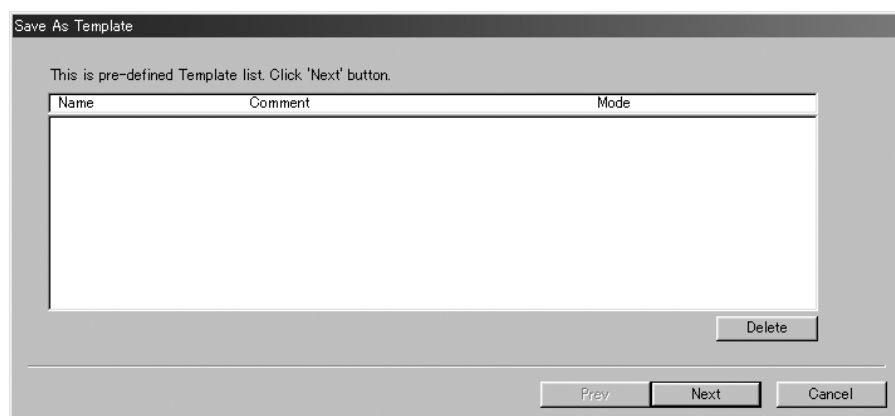 Save As Template
This is pre-defined Template list. Click 'Next' button.
Name Comment Mode
Delete
Prev Next Cancel